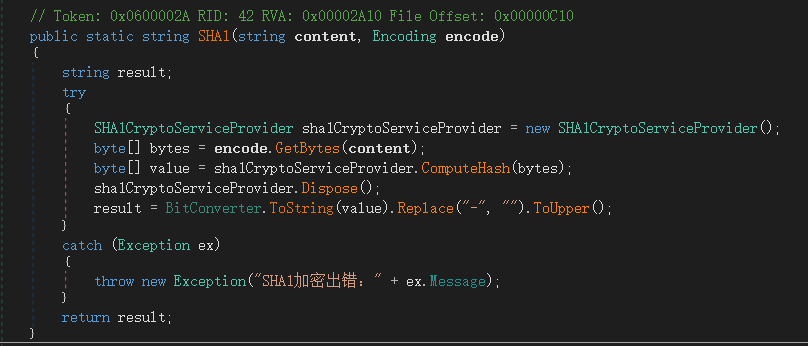 // Token: 0x0600002A RID: 42 RVA: 0x00002A10 File Offset: 0x00000C10
public static string SHA1(string content, Encoding encode)
{
string result;
try
{
SHA1CryptoServiceProvider sha1CryptoServiceProvider = new SHA1CryptoServiceProvider();
byte[] bytes = encode.GetBytes(content);
byte[] value = sha1CryptoServiceProvider.ComputeHash(bytes);
sha1CryptoServiceProvider.Dispose();
result = BitConverter.ToString(value).Replace("-", "").ToUpper();
}
catch (Exception ex)
{
throw new Exception("SHA1加密出错：" + ex.Message);
}
return result;
}